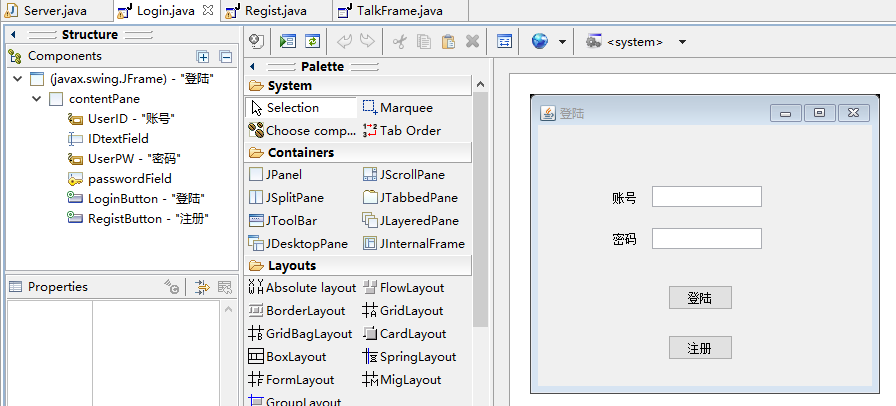 Server.java
Login.java
Regist.java
TalkFrame.java
Structure
Components
(javax.swing.JFrame) - "登陆"
contentPane
UserID - "账号"
IDtextField
UserPW - "密码"
passwordField
LoginButton - "登陆"
RegistButton - "注册"
Properties
<system>
Palette
System
Selection
Marquee
Choose comp...
Tab Order
Containers
JPanel
JScrollPane
JSplitPane
JTabbedPane
JToolBar
JLayeredPane
JDesktopPane
JInternalFrame
Layouts
Absolute layout
FlowLayout
BorderLayout
GridLayout
GridBagLayout
CardLayout
BoxLayout
SpringLayout
FormLayout
MigLayout
GroupLayout
登陆
账号
密码
登陆
注册